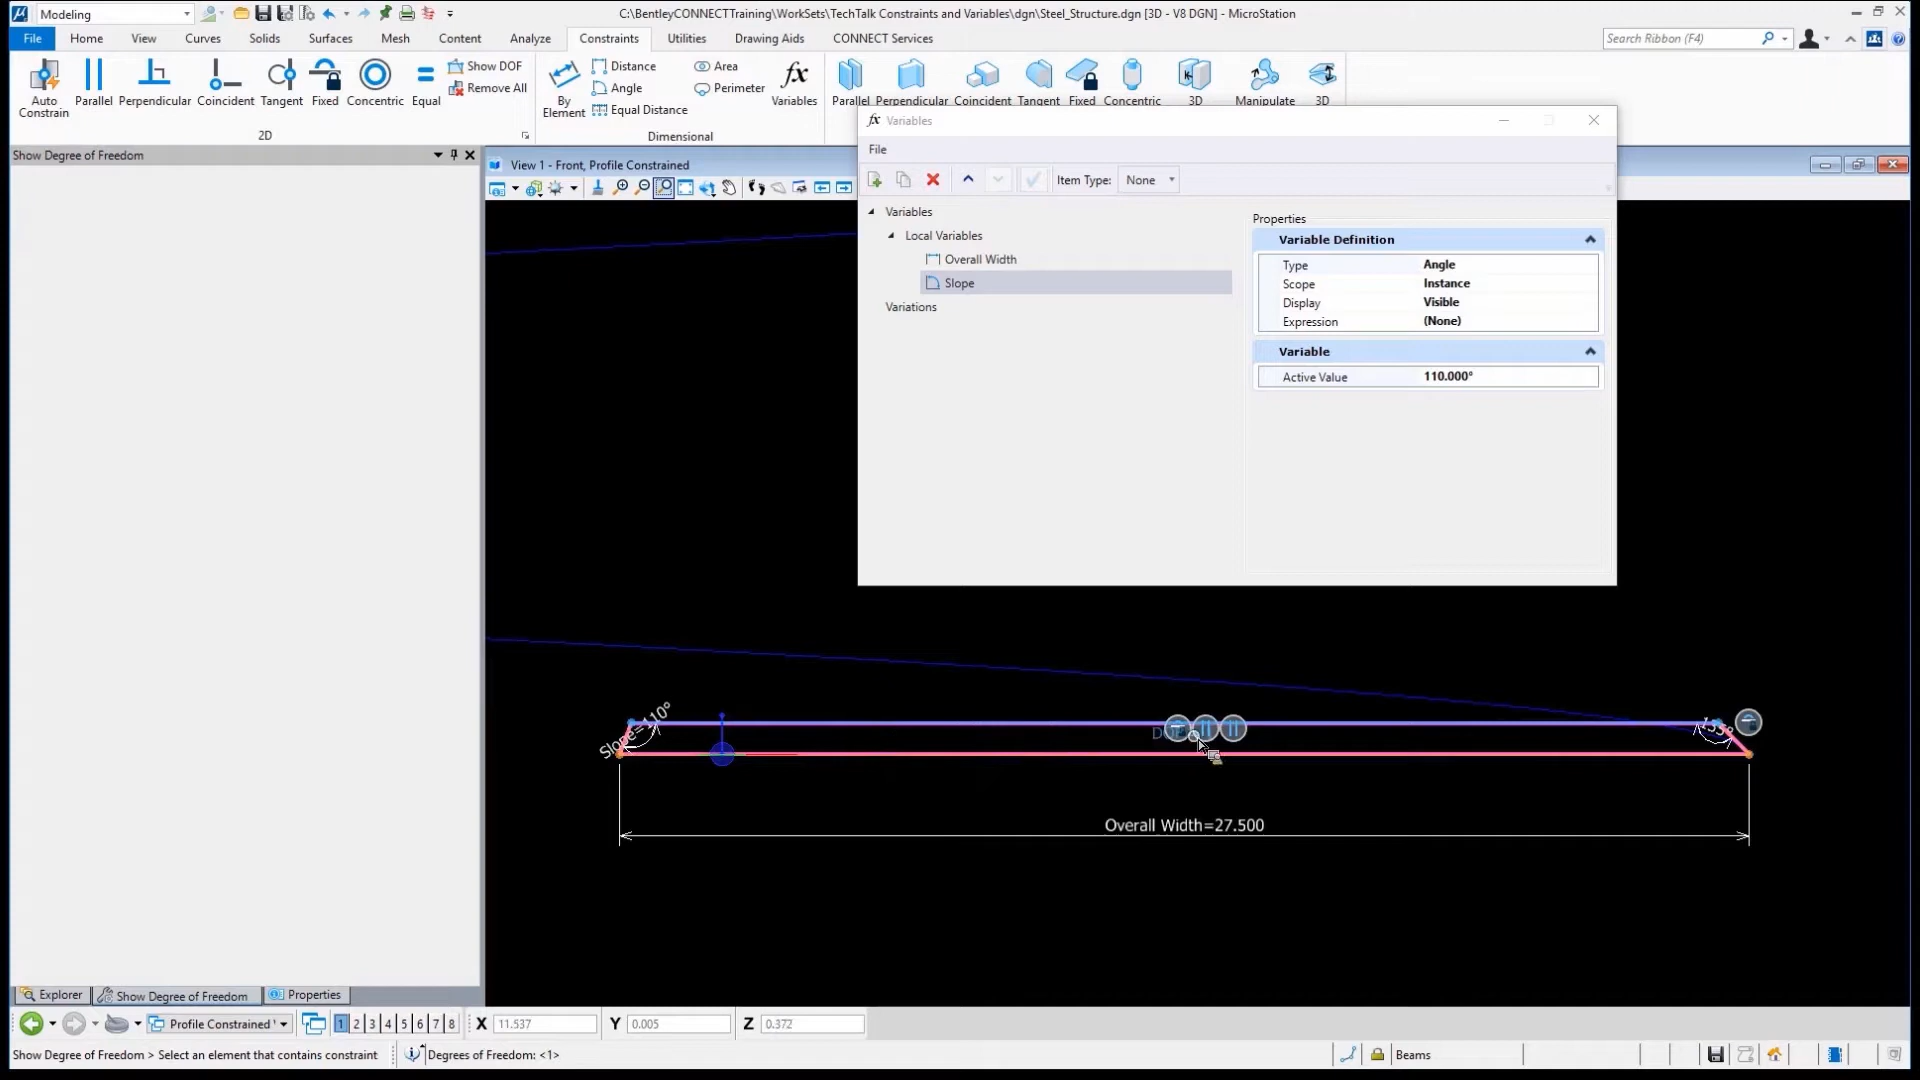 Modeling
C:\BentleyCONNECTTraining\WorkSets\TechTalk Constraints and Variables\dgn\Steel_Structure.dgn [3D - V8 DGN] - MicroStation
File Home View Curves Solids Surfaces Mesh Content Analyze Constraints Utilities Drawing Aids CONNECT Services
Search Ribbon (F4)
Auto Constrain
Parallel
Perpendicular
Coincident
Tangent
Fixed
Concentric
Equal
Show DOF
Remove All
2D
By Element
Distance
Angle
Equal Distance
Area
Perimeter
fx
Variables
Dimensional
Parallel
Perpendicular
Coincident
Tangent
Fixed
Concentric
3D
Manipulate
3D
Show Degree of Freedom
View 1 - Front, Profile Constrained
fx Variables
File
Item Type: None
Variables
Local Variables
Overall Width
Slope
Variations
Properties
Variable Definition
Type Angle
Scope Instance
Display Visible
Expression (None)
Variable
Active Value 110.000°
Slope=110°
Overall Width=27.500
Explorer Show Degree of Freedom Properties
Profile Constrained 1 2 3 4 5 6 7 8 X 11.537 Y 0.005 Z 0.372
Show Degree of Freedom > Select an element that contains constraint Degrees of Freedom: <1> Beams